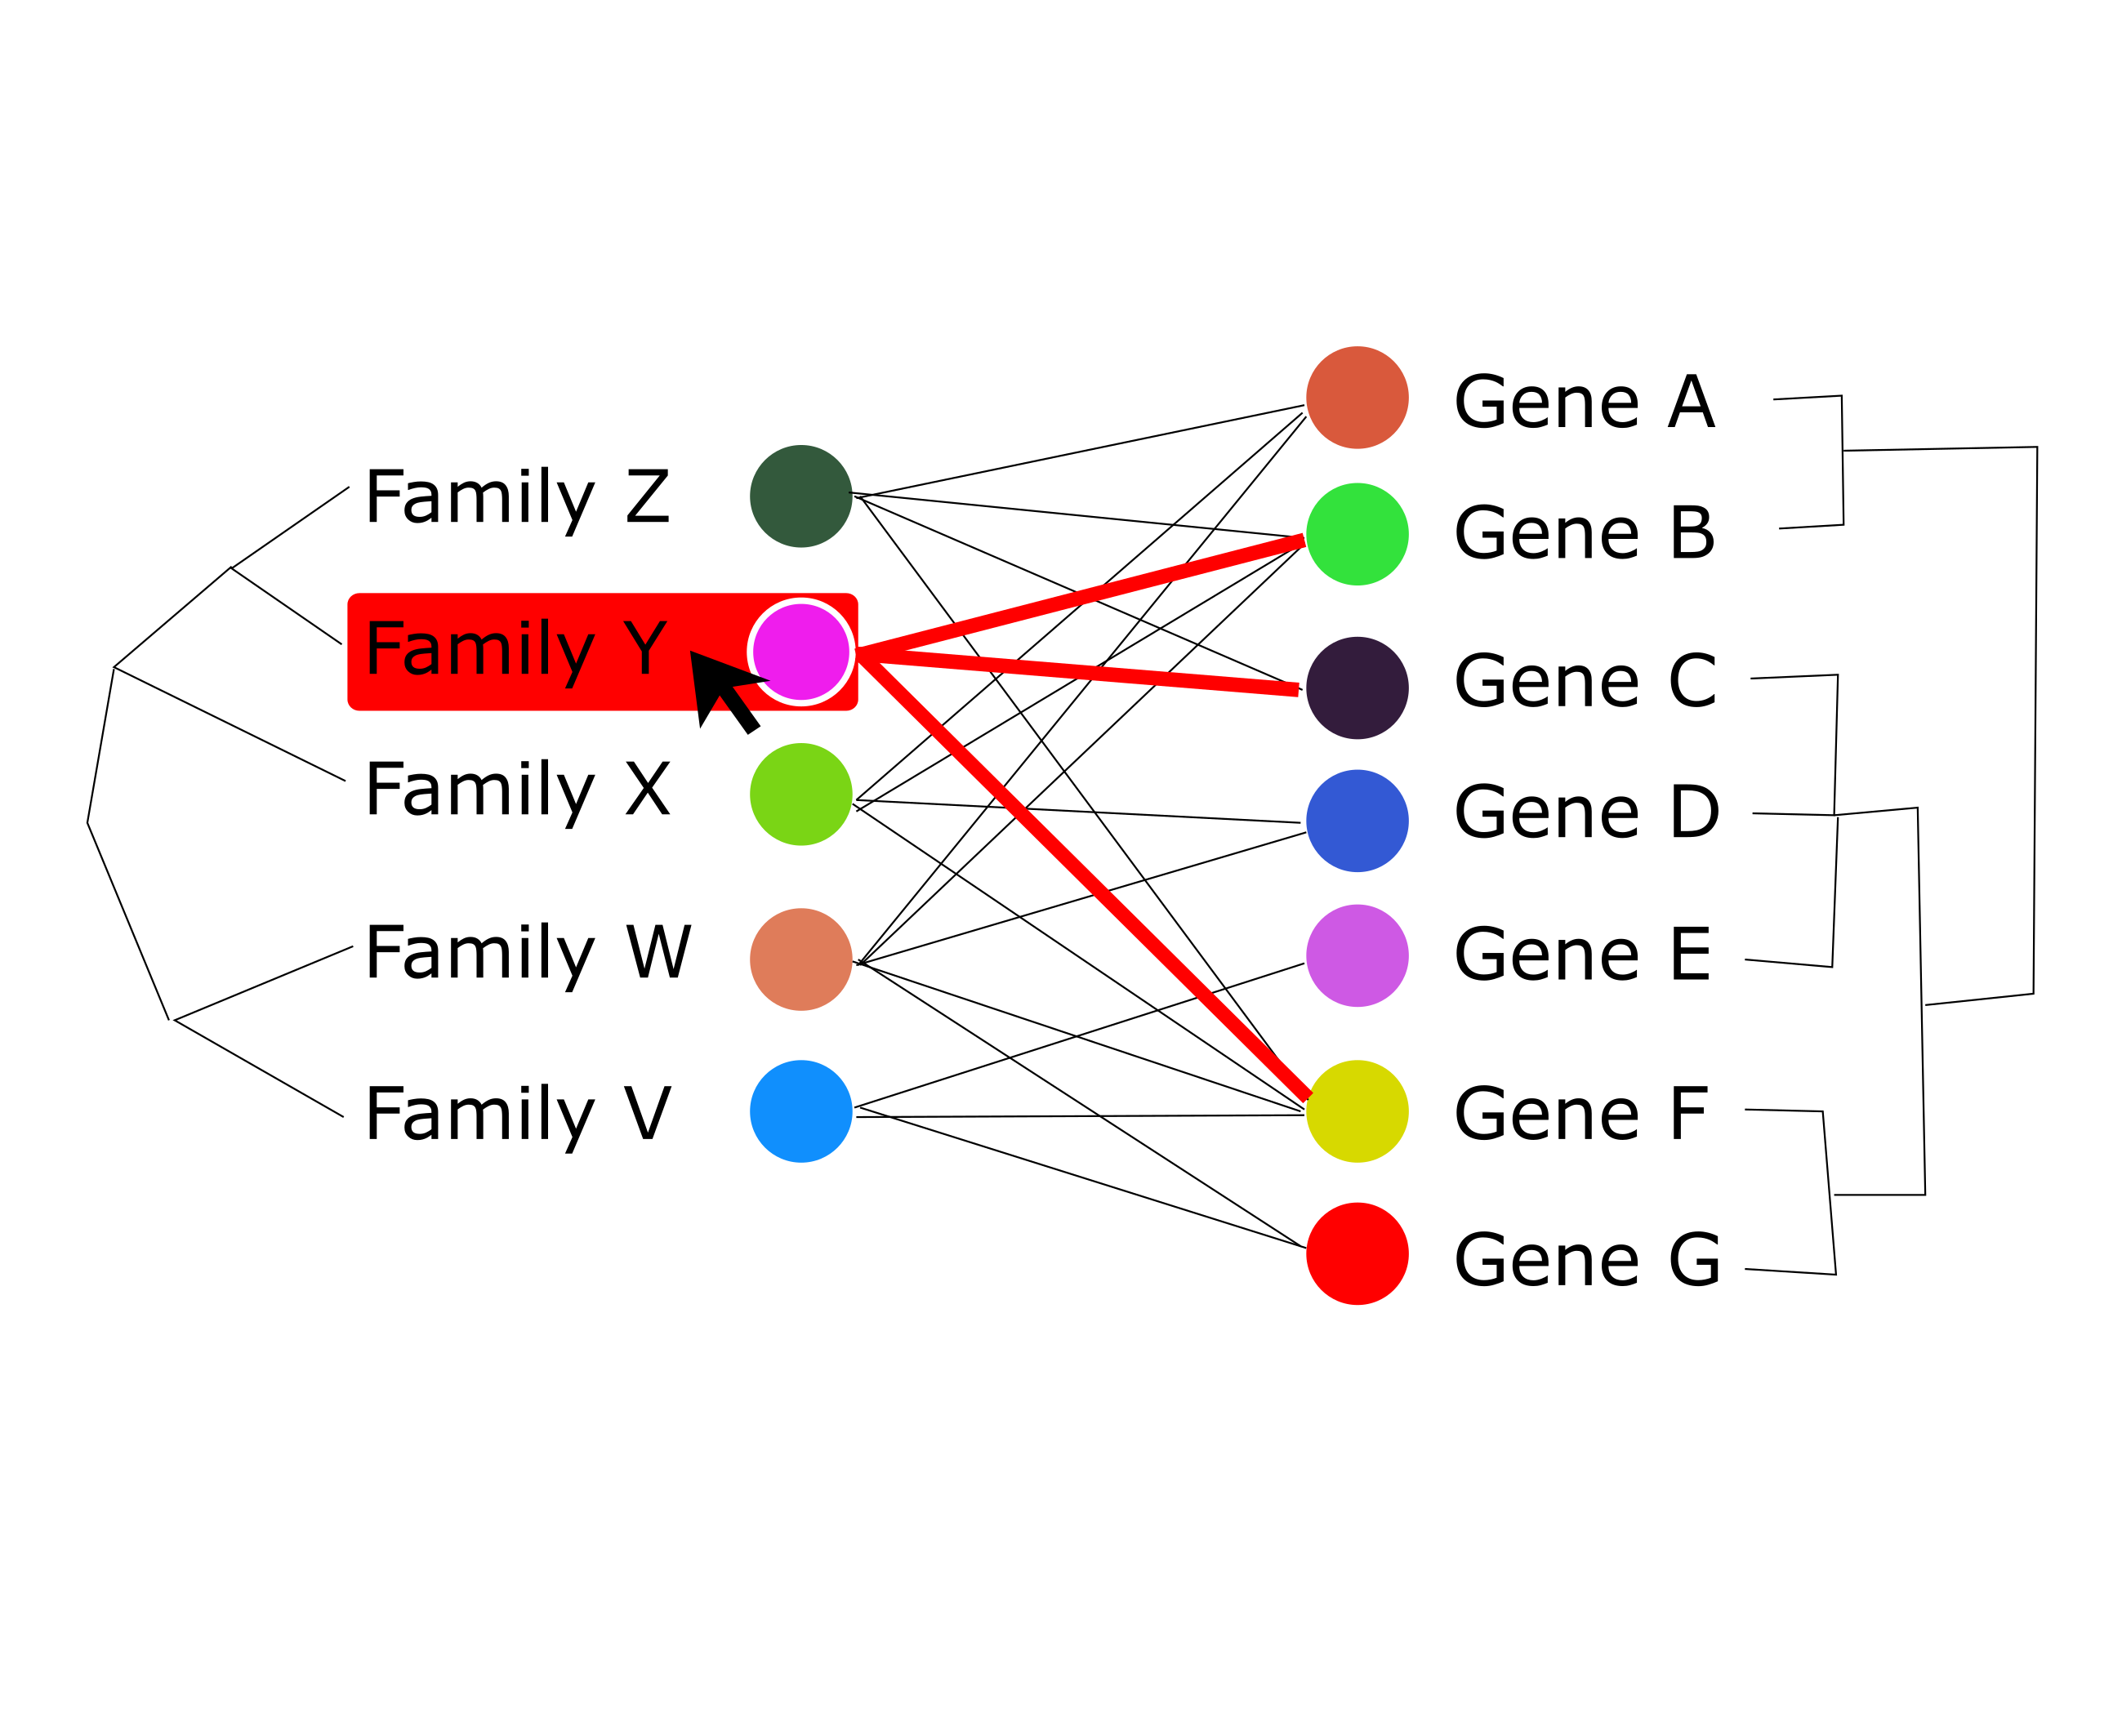 Family Z
Family Y
Family X
Family W
Family V
Gene A
Gene B
Gene C
Gene D
Gene E
Gene F
Gene G